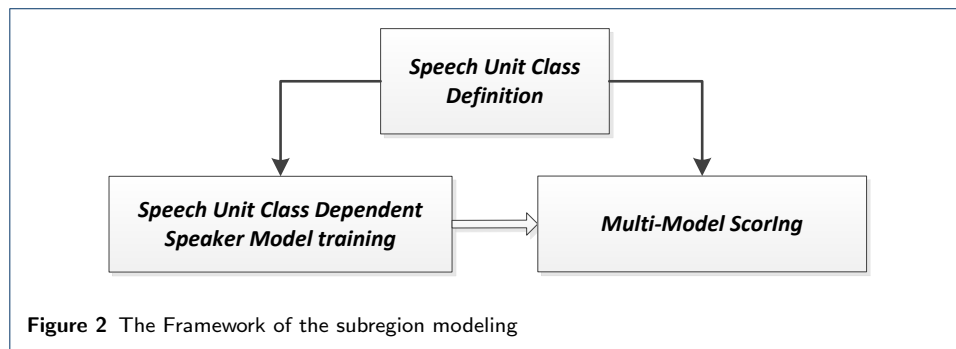 Speech Unit Class
Definition
Speech Unit Class Dependent
Speaker Model training
Multi-Model ScorIng
Figure 2 The Framework of the subregion modeling